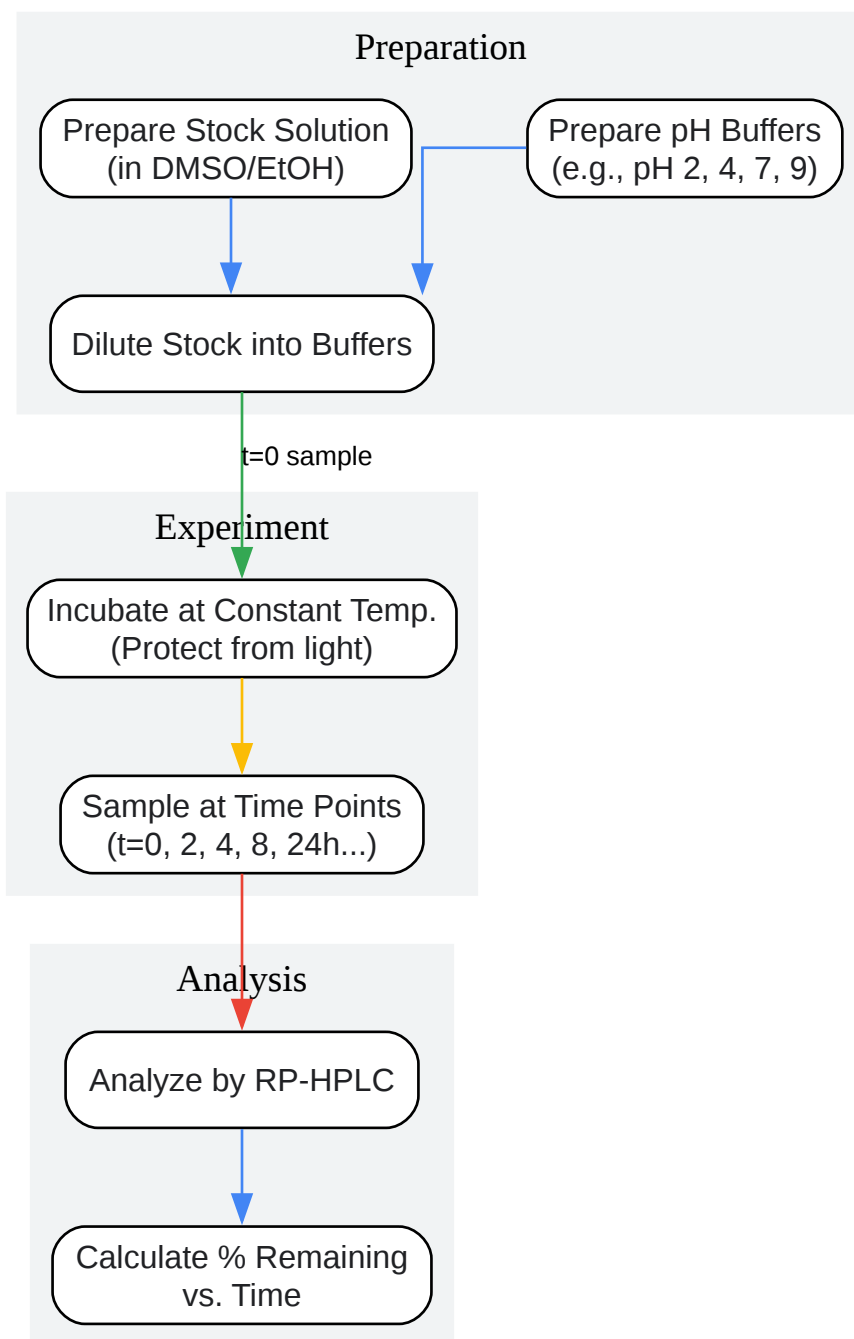 Preparation
Prepare Stock Solution
(in DMSO/EtOH)
Prepare pH Buffers
(e.g., pH 2, 4, 7, 9)
Dilute Stock into Buffers
t=0 sample
Experiment
Incubate at Constant Temp.
(Protect from light)
Sample at Time Points
(t=0, 2, 4, 8, 24h...)
Analysis
Analyze by RP-HPLC
Calculate % Remaining
vs. Time